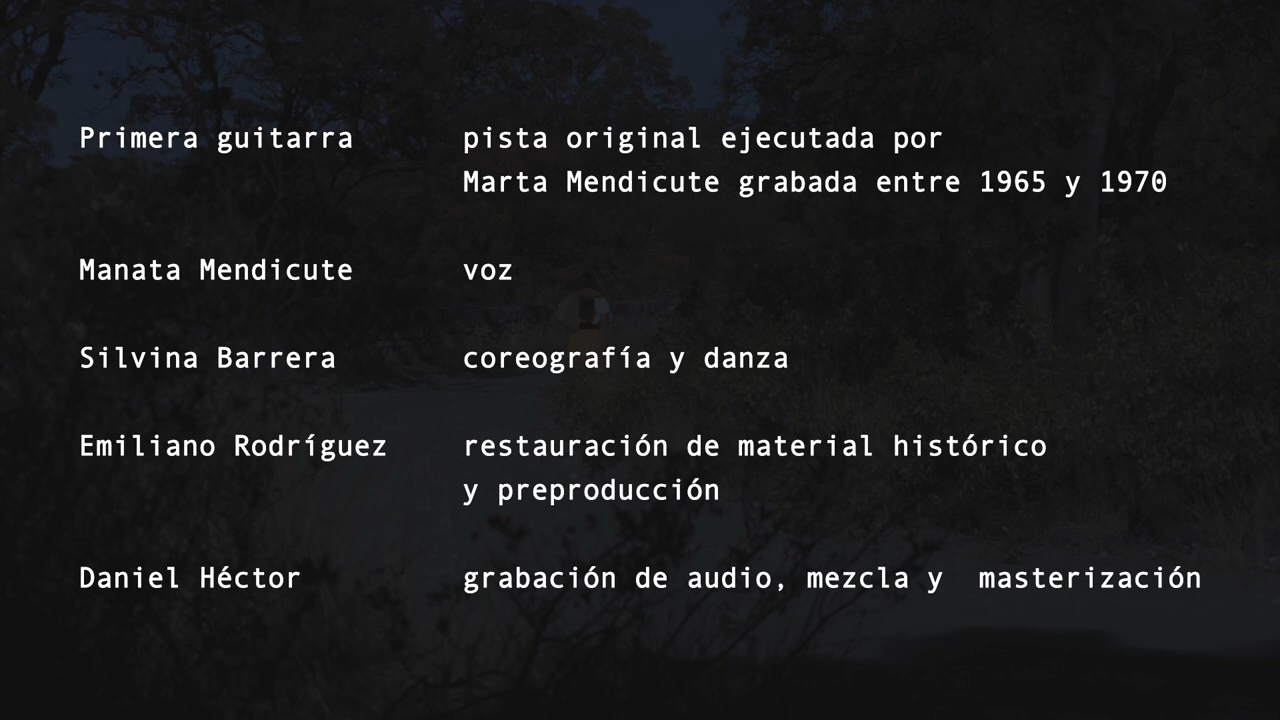 Primera guitarra pista original ejecutada por
Marta Mendicute grabada entre 1965 y 1970
Manata Mendicute voz
Silvina Barrera coreografía y danza
Emiliano Rodríguez restauración de material histórico
y preproducción
Daniel Héctor grabación de audio, mezcla y  masterización